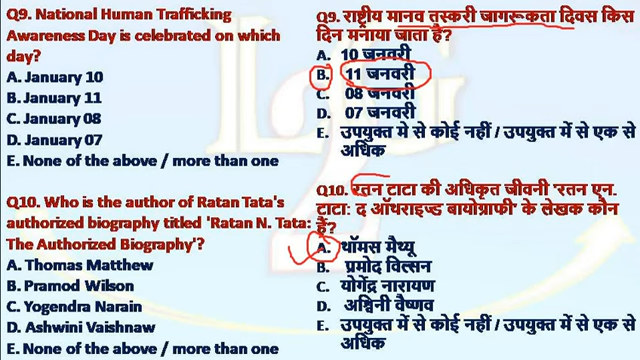 Q9. National Human Trafficking
Awareness Day is celebrated on which
day?
A. January 10
B. January 11
C. January 08
D. January 07
E. None of the above / more than one
Q10. Who is the author of Ratan Tata's
authorized biography titled 'Ratan N. Tata:
The Authorized Biography'?
A. Thomas Matthew
B. Pramod Wilson
C. Yogendra Narain
D. Ashwini Vaishnaw
E. None of the above / more than one
Q9. राष्ट्रीय मानव तस्करी जागरूकता दिवस किस
दिन मनाया जाता है?
A. 10 जनवरी
B. 11 जनवरी
C. 08 जनवरी
D. 07 जनवरी
E. उपयुक्त मे से कोई नहीं / उपयुक्त में से एक से
अधिक
Q10. रतन टाटा की अधिकृत जीवनी 'रतन एन.
टाटा: द ऑथराइज्ड बायोग्राफी' के लेखक कौन
हैं?
A. थॉमस मैथ्यू
B. प्रमोद विल्सन
C. योगेंद्र नारायण
D. अश्विनी वैष्णव
E. उपयुक्त में से कोई नहीं / उपयुक्त में से एक से
अधिक